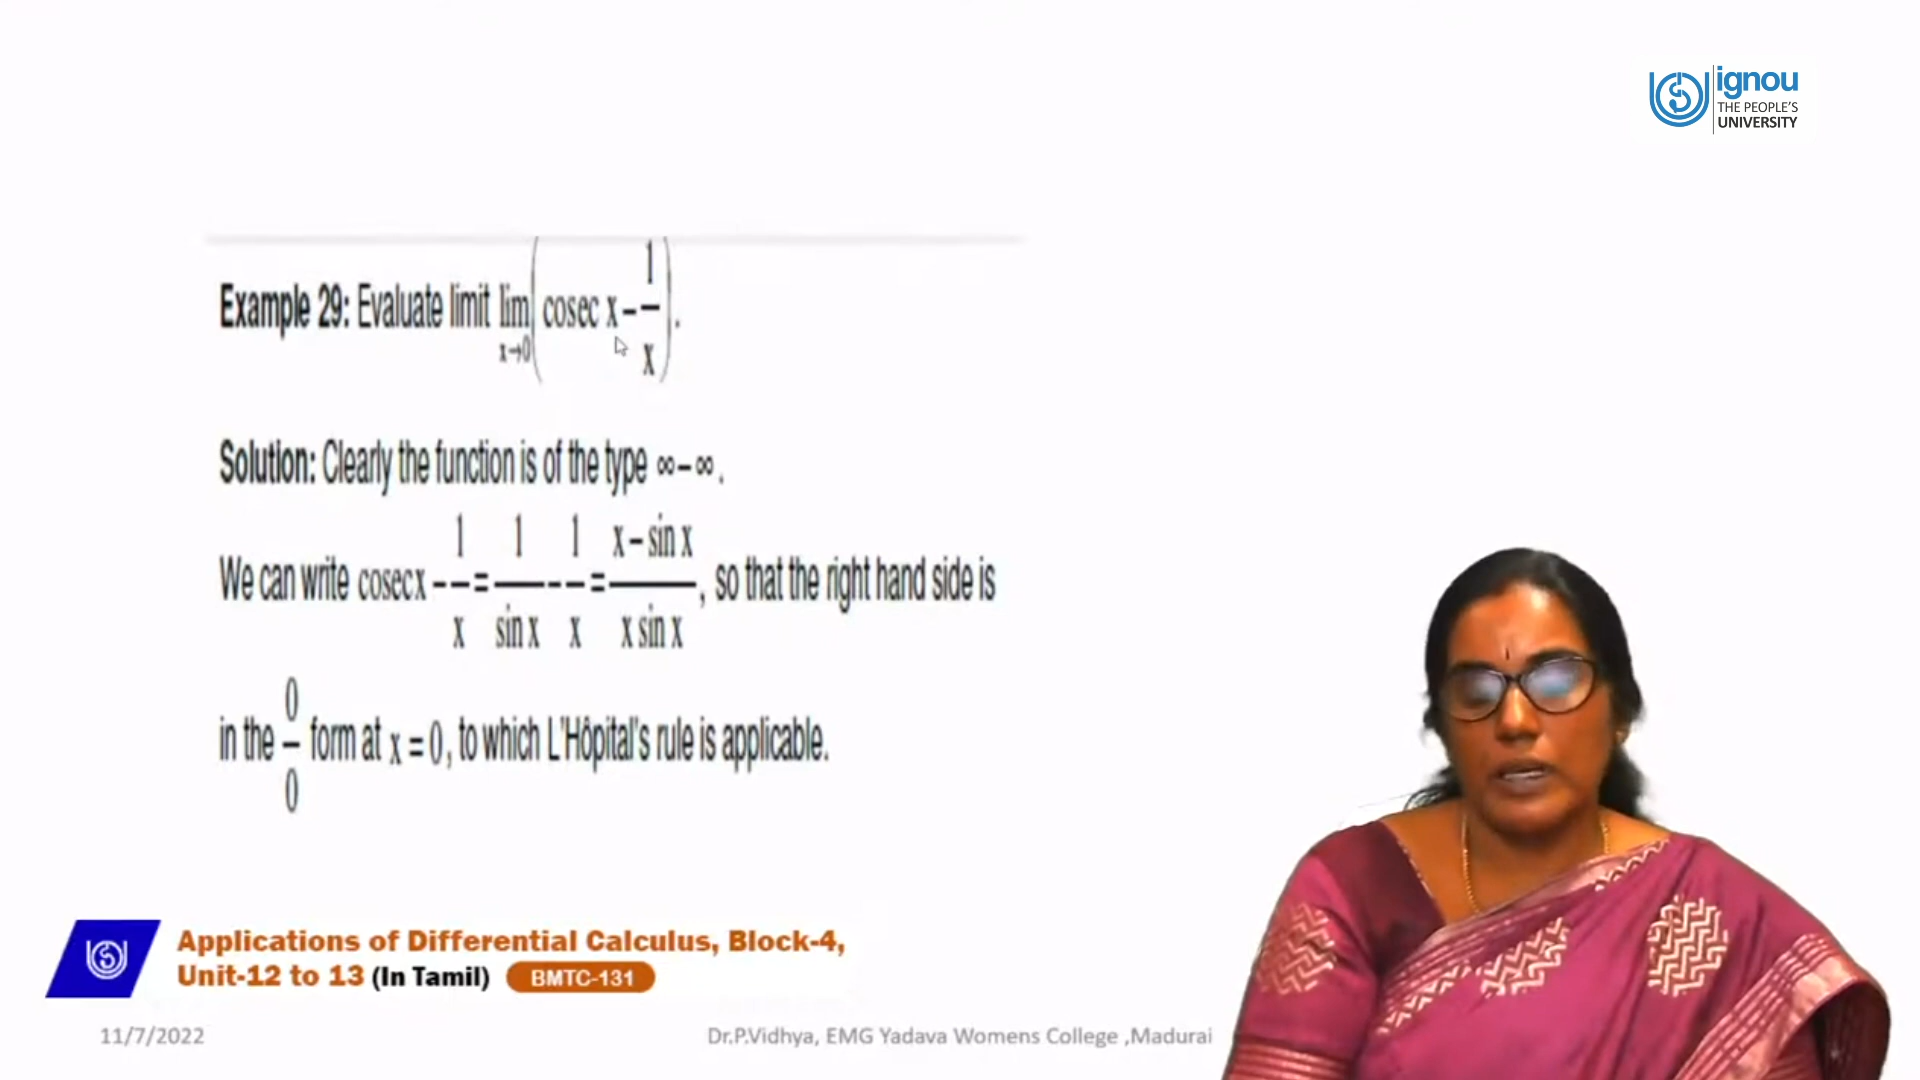 ignou
THE PEOPLE'S
UNIVERSITY
Example 29: Evaluate limit lim x→0 ( cosec x − 1/x ).
Solution: Clearly the function is of the type ∞−∞.
We can write cosecx − 1/x = 1/sin x − 1/x = x − sin x / x sin x, so that the right hand side is
in the 0/0 form at x = 0, to which L'Hôpital's rule is applicable.
Applications of Differential Calculus, Block-4,
Unit-12 to 13 (In Tamil) BMTC-131
11/7/2022 Dr.P.Vidhya, EMG Yadava Womens College ,Madurai